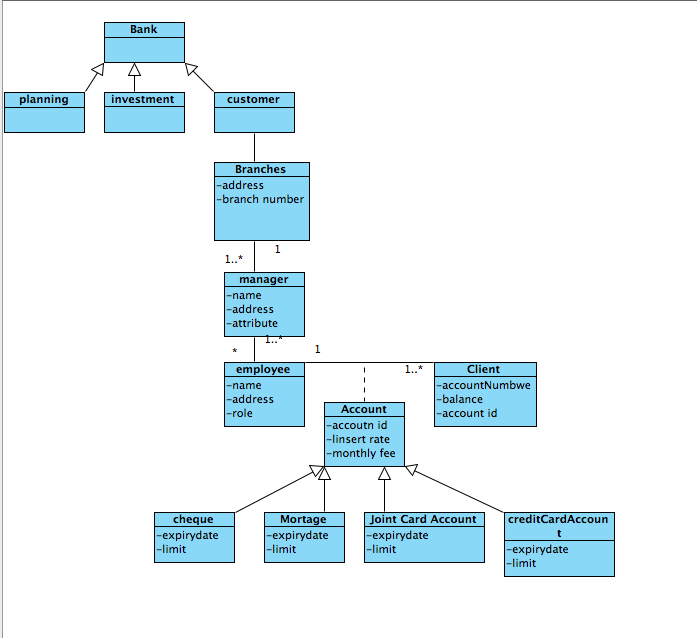 Bank
planning
investment
customer
Branches
-address
-branch number
1
1..*
manager
-name
-address
-attribute
1..*
*
1
1..*
employee
-name
-address
-role
Client
-accountNumbwe
-balance
-account id
Account
-accoutn id
-linsert rate
-monthly fee
cheque
-expirydate
-limit
Mortage
-expirydate
-limit
Joint Card Account
-expirydate
-limit
creditCardAccoun
t
-expirydate
-limit